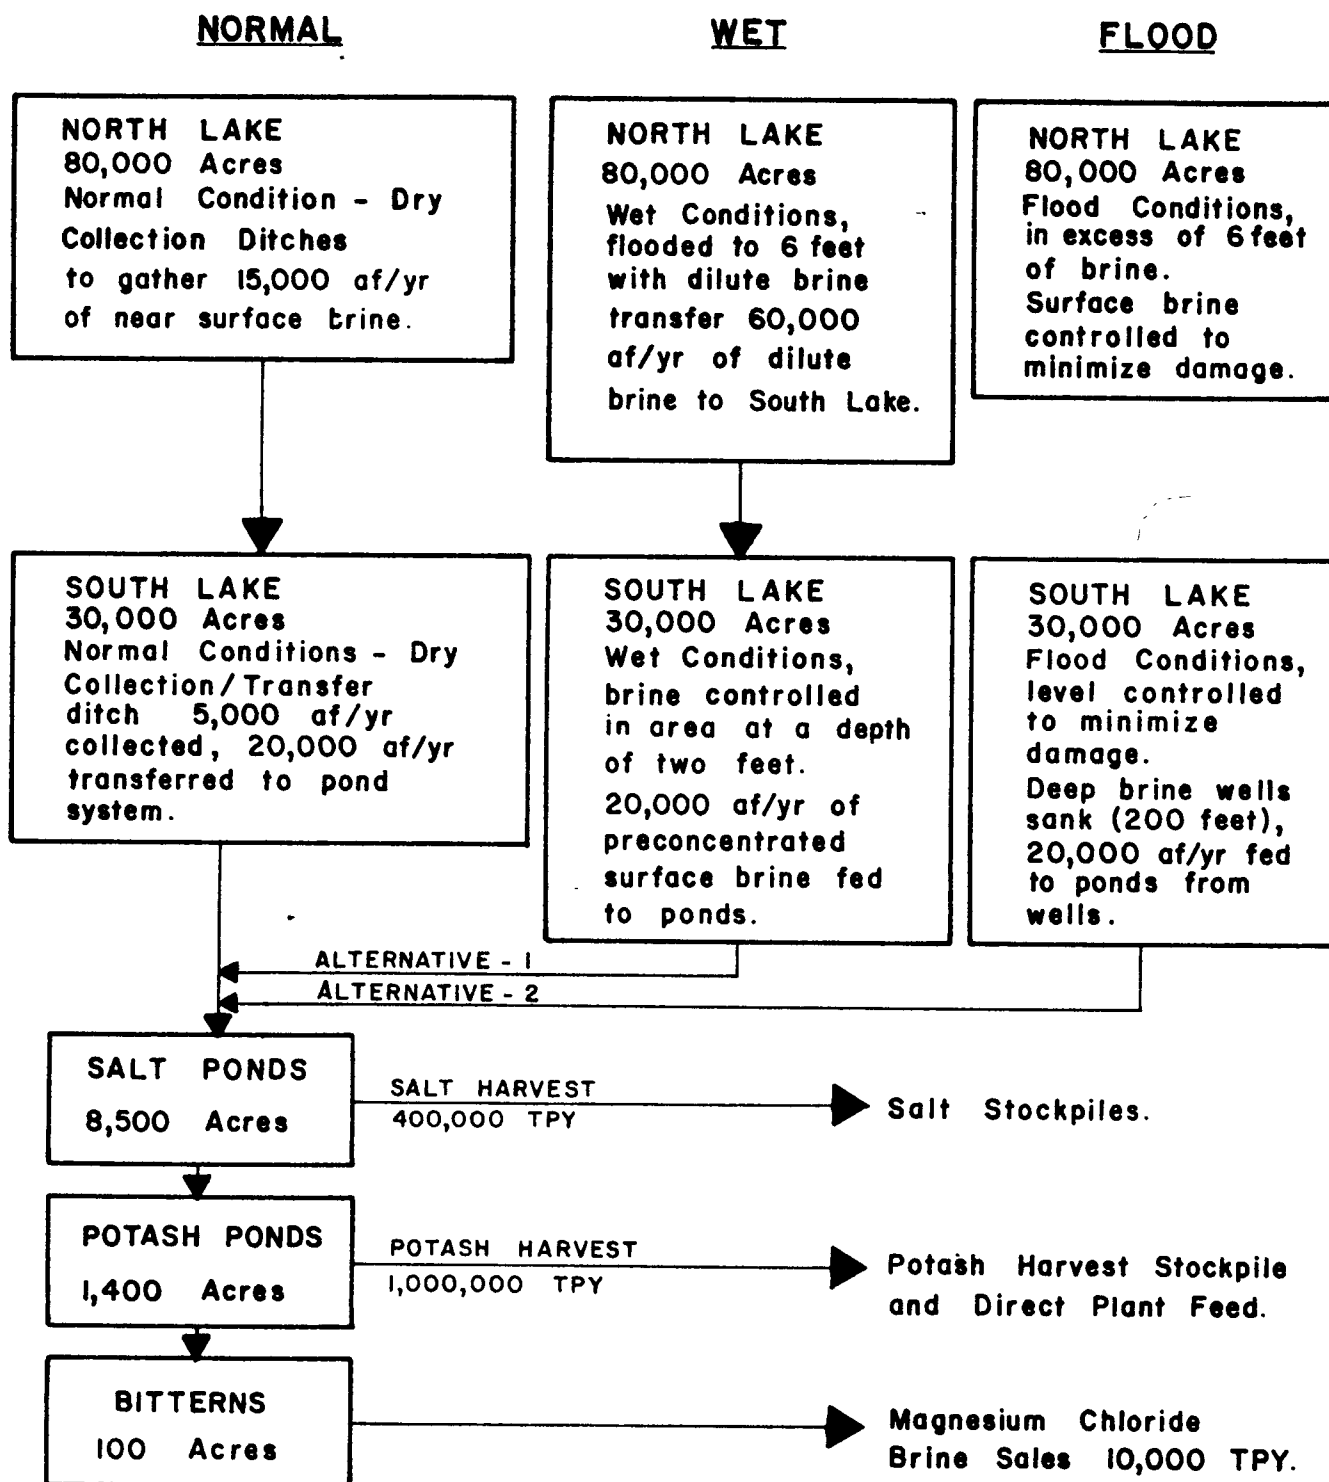 NORMAL
WET
FLOOD
NORTH LAKE
80,000 Acres
Normal Condition - Dry
Collection Ditches
to gather 15,000 af/yr
of near surface brine.
NORTH LAKE
80,000 Acres
Wet Conditions,
flooded to 6 feet
with dilute brine
transfer 60,000
af/yr of dilute
brine to South Lake.
NORTH LAKE
80,000 Acres
Flood Conditions,
in excess of 6 feet
of brine.
Surface brine
controlled to
minimize damage.
SOUTH LAKE
30,000 Acres
Normal Conditions - Dry
Collection/Transfer
ditch 5,000 af/yr
collected, 20,000 af/yr
transferred to pond
system.
SOUTH LAKE
30,000 Acres
Wet Conditions,
brine controlled
in area at a depth
of two feet.
20,000 af/yr of
preconcentrated
surface brine fed
to ponds.
SOUTH LAKE
30,000 Acres
Flood Conditions,
level controlled
to minimize
damage.
Deep brine wells
sank (200 feet),
20,000 af/yr fed
to ponds from
wells.
ALTERNATIVE - 1
ALTERNATIVE - 2
SALT PONDS
8,500 Acres
SALT HARVEST
400,000 TPY
Salt Stockpiles.
POTASH PONDS
1,400 Acres
POTASH HARVEST
1,000,000 TPY
Potash Harvest Stockpile
and Direct Plant Feed.
BITTERNS
100 Acres
Magnesium Chloride
Brine Sales 10,000 TPY.